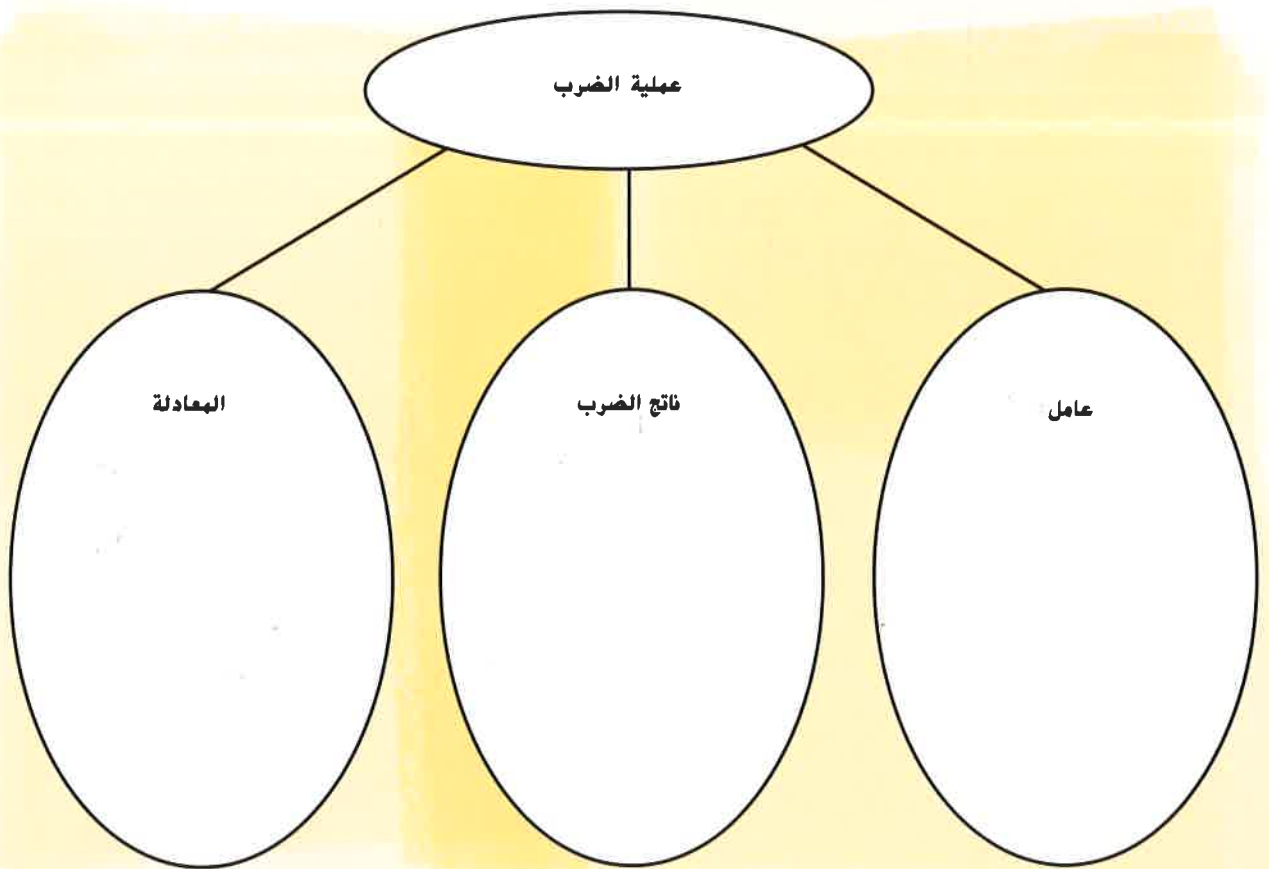 عملية الضرب
عامل
ناتج الضرب
المعادلة